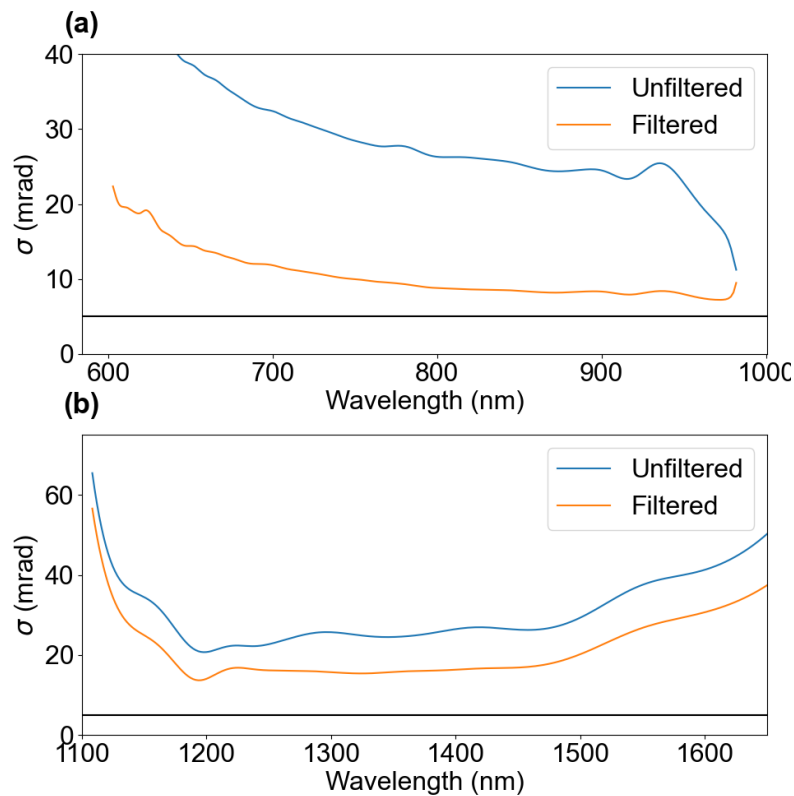 (a)
40
30
20
10
0
σ (mrad)
Unfiltered
Filtered
600 700 800 900 1000
Wavelength (nm)
(b)
60
40
20
0
σ (mrad)
Unfiltered
Filtered
1100 1200 1300 1400 1500 1600
Wavelength (nm)